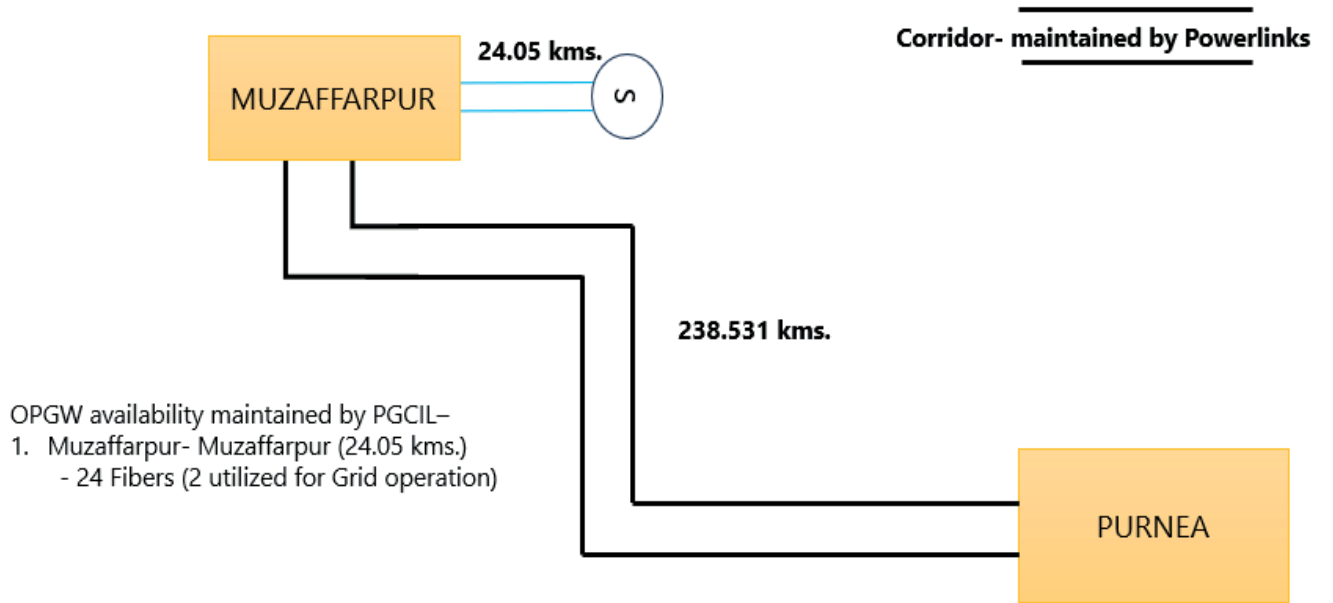 24.05 kms.
Corridor- maintained by Powerlinks
MUZAFFARPUR
S
238.531 kms.
OPGW availability maintained by PGCIL–
1. Muzaffarpur- Muzaffarpur (24.05 kms.)
- 24 Fibers (2 utilized for Grid operation)
PURNEA